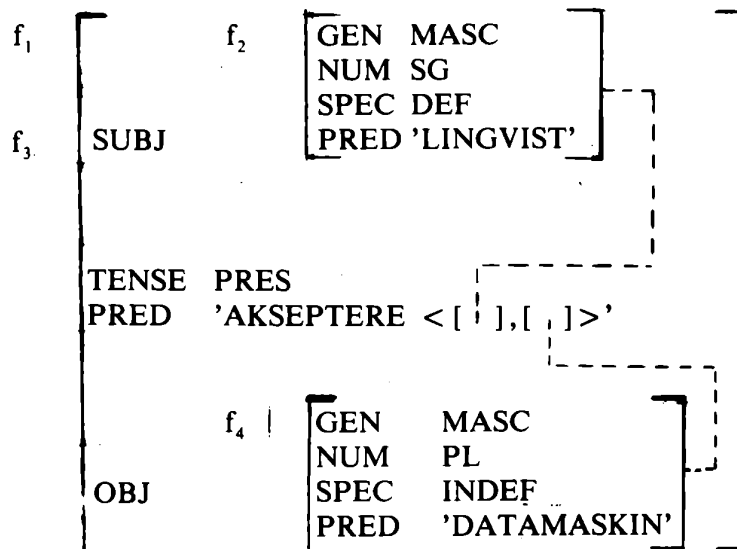 f₁ f₂ GEN MASC
NUM SG
SPEC DEF
f₃ SUBJ PRED 'LINGVIST'
TENSE PRES
PRED 'AKSEPTERE <[ ],[ ]>'
f₄ GEN MASC
NUM PL
OBJ SPEC INDEF
PRED 'DATAMASKIN'